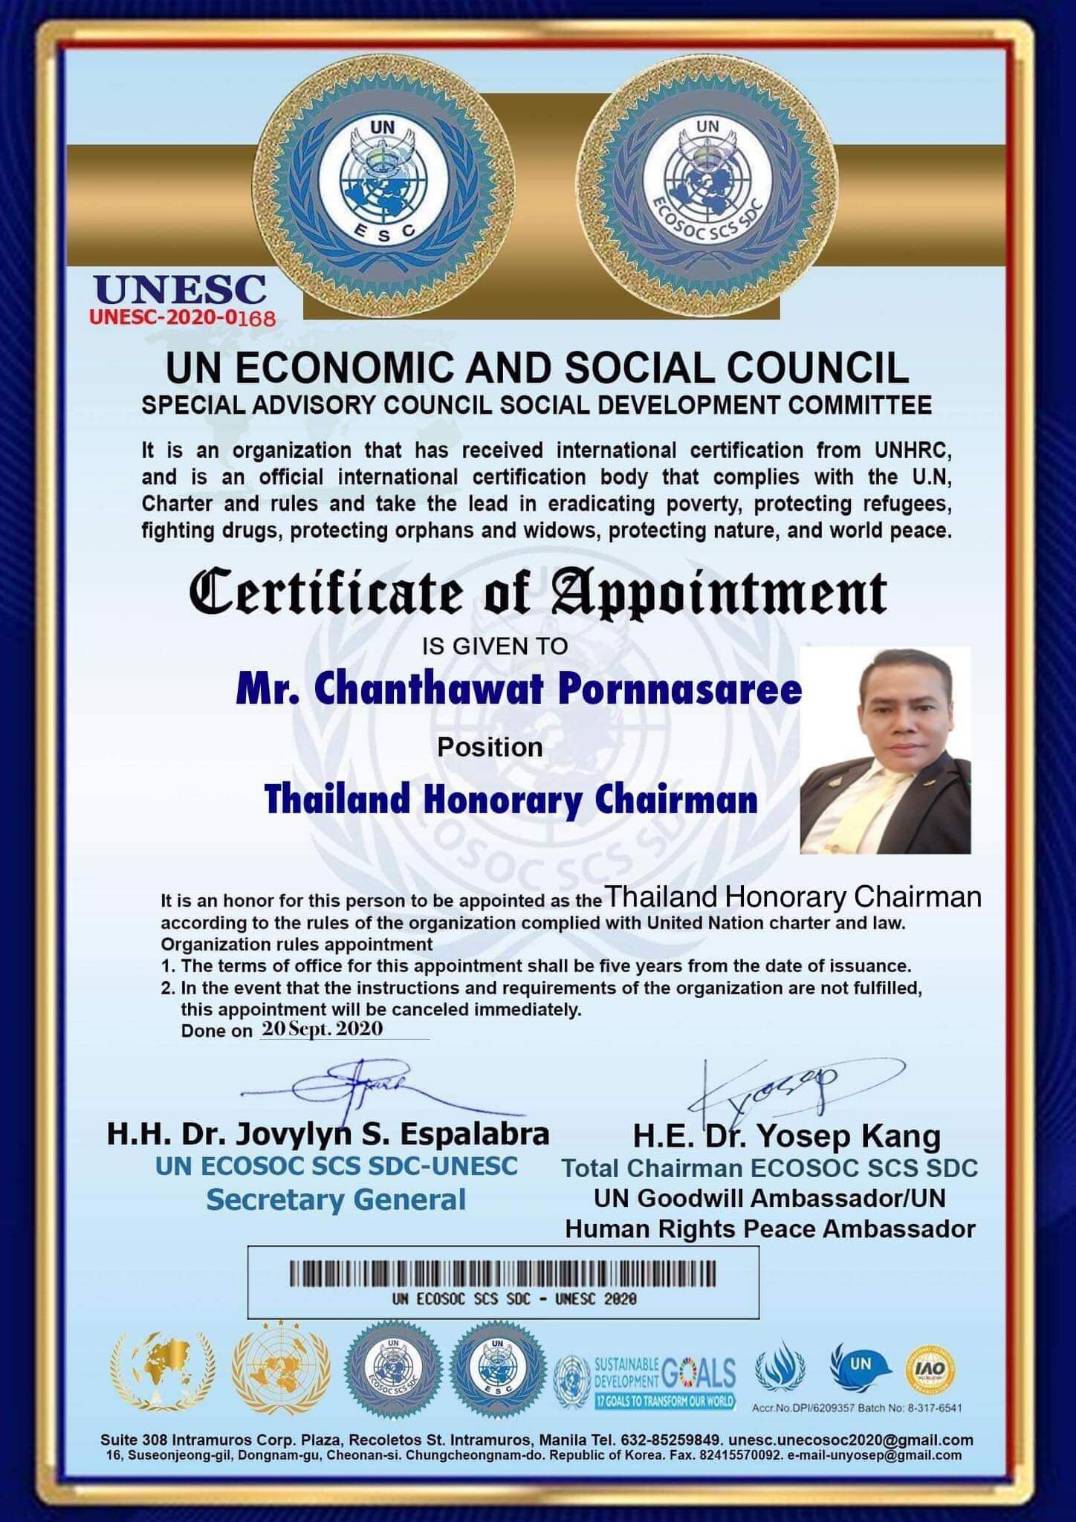 UN
ESC
UN
ECOSOC SCS SDC
UNESC
UNESC-2020-0168
UN ECONOMIC AND SOCIAL COUNCIL
SPECIAL ADVISORY COUNCIL SOCIAL DEVELOPMENT COMMITTEE
It is an organization that has received international certification from UNHRC,
and is an official international certification body that complies with the U.N,
Charter and rules and take the lead in eradicating poverty, protecting refugees,
fighting drugs, protecting orphans and widows, protecting nature, and world peace.
Certificate of Appointment
IS GIVEN TO
Mr. Chanthawat Pornnasaree
Position
Thailand Honorary Chairman
UN
ECOSOC SCS SDC
It is an honor for this person to be appointed as the Thailand Honorary Chairman
according to the rules of the organization complied with United Nation charter and law.
Organization rules appointment
1. The terms of office for this appointment shall be five years from the date of issuance.
2. In the event that the instructions and requirements of the organization are not fulfilled,
this appointment will be canceled immediately.
Done on 20 Sept. 2020
H.H. Dr. Jovylyn S. Espalabra
UN ECOSOC SCS SDC-UNESC
Secretary General
H.E. Dr. Yosep Kang
Total Chairman ECOSOC SCS SDC
UN Goodwill Ambassador/UN
Human Rights Peace Ambassador
UN ECOSOC SCS SDC - UNESC 2020
UN
ECOSOC SCS SDC
UN
ESC
SUSTAINABLE
DEVELOPMENT GOALS
17 GOALS TO TRANSFORM OUR WORLD
UN
IAO
Accr.No.DPI/6209357 Batch No: 8-317-6541
Suite 308 Intramuros Corp. Plaza, Recoletos St. Intramuros, Manila Tel. 632-85259849. unesc.unecosoc2020@gmail.com
16, Suseonjeong-gil, Dongnam-gu, Cheonan-si. Chungcheongnam-do. Republic of Korea. Fax. 82415570092. e-mail-unyosep@gmail.com